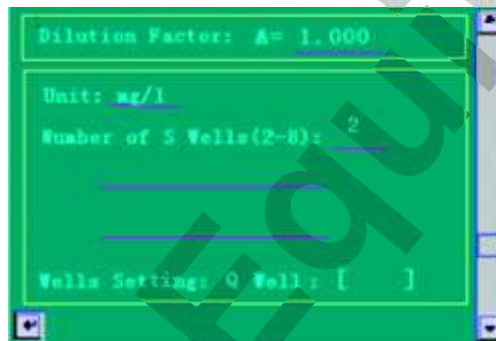 Dilution Factor: A= 1.000
Unit: mg/l
Number of S Wells(2-8): 2
Wells Setting: Q Well: [ ]